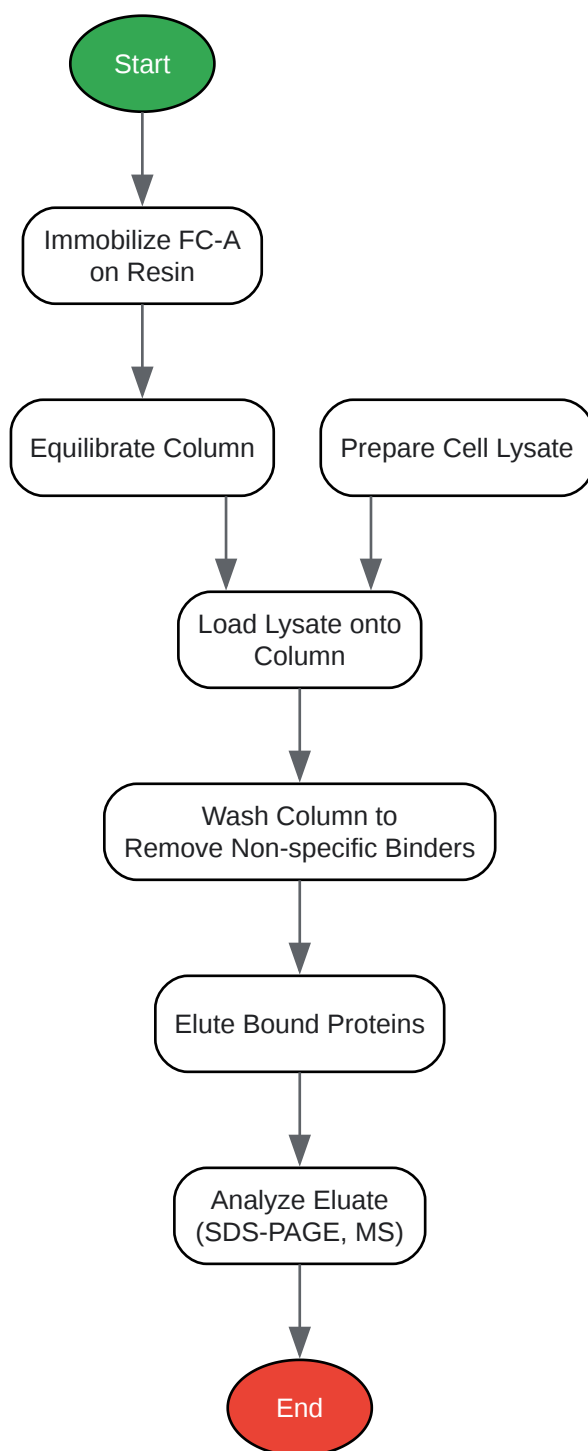 Start
Immobilize FC-A
on Resin
Equilibrate Column
Prepare Cell Lysate
Load Lysate onto
Column
Wash Column to
Remove Non-specific Binders
Elute Bound Proteins
Analyze Eluate
(SDS-PAGE, MS)
End